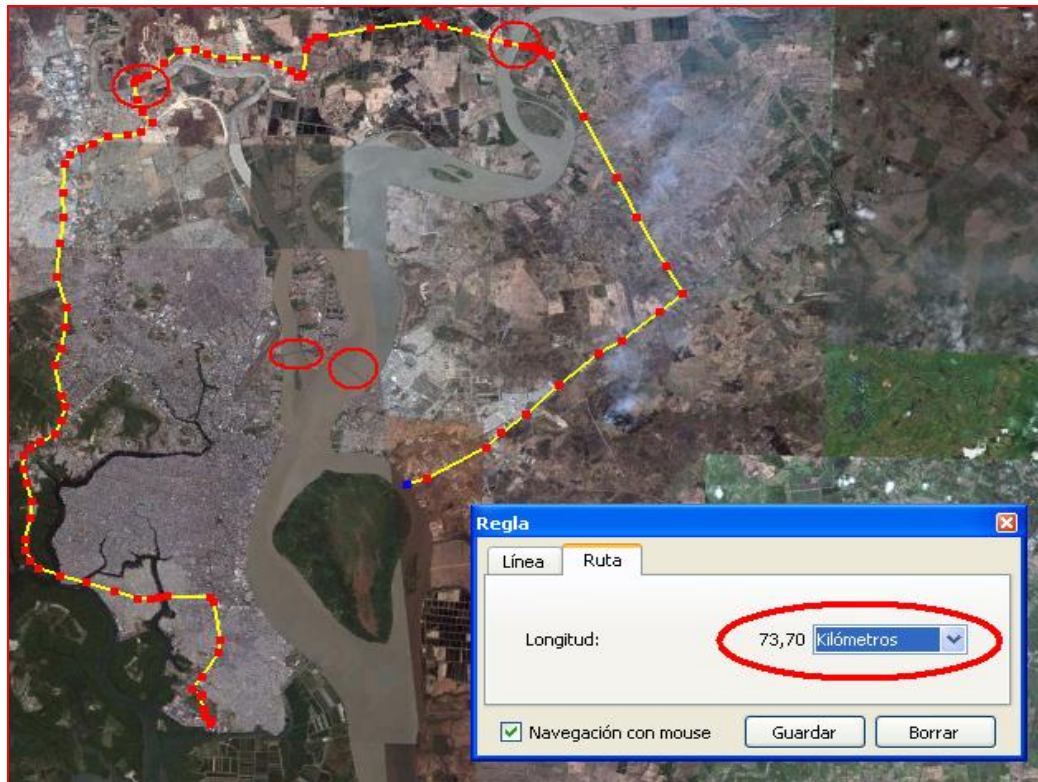 Regla
Línea Ruta
Longitud: 73,70 Kilómetros
Navegación con mouse Guardar Borrar